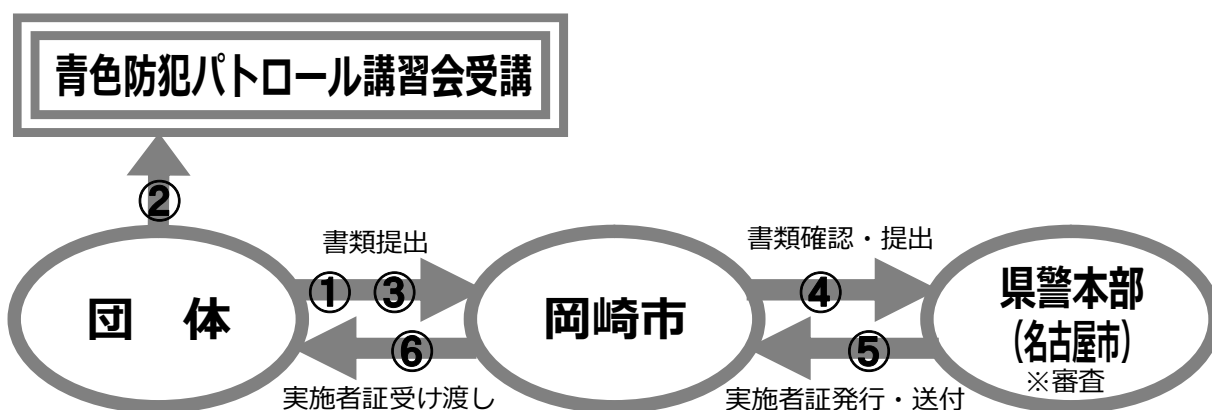 青色防犯パトロール講習会受講
②
書類提出
書類確認・提出
① ③
④
団　体
岡崎市
県警本部
(名古屋市)
※審査
⑥
⑤
実施者証受け渡し
実施者証発行・送付